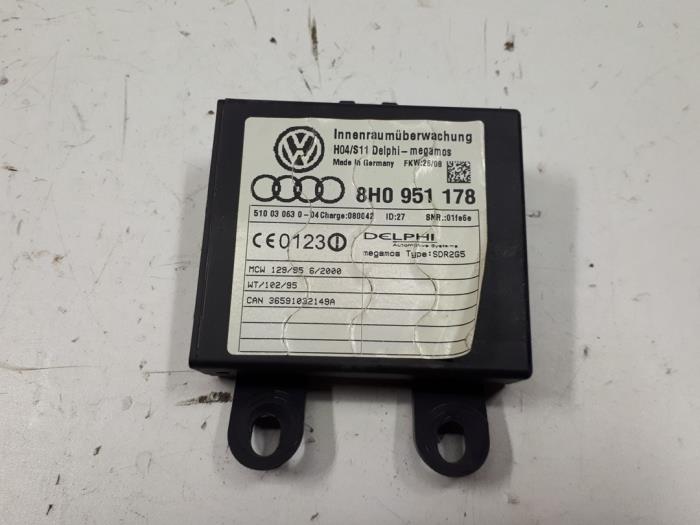 Innenraumüberwachung
H04/S11 Delphi-megamos
Made in Germany FKW:26/08
8H0 951 178
510 03 063 0-04 Charge:080042 ID:27 SNR.:01fe6e
CE0123
DELPHI
Automotive Systems
megamos Type:SDR2G5
MCW 129/95 6/2000
WT/102/95
CAN 36591032149A